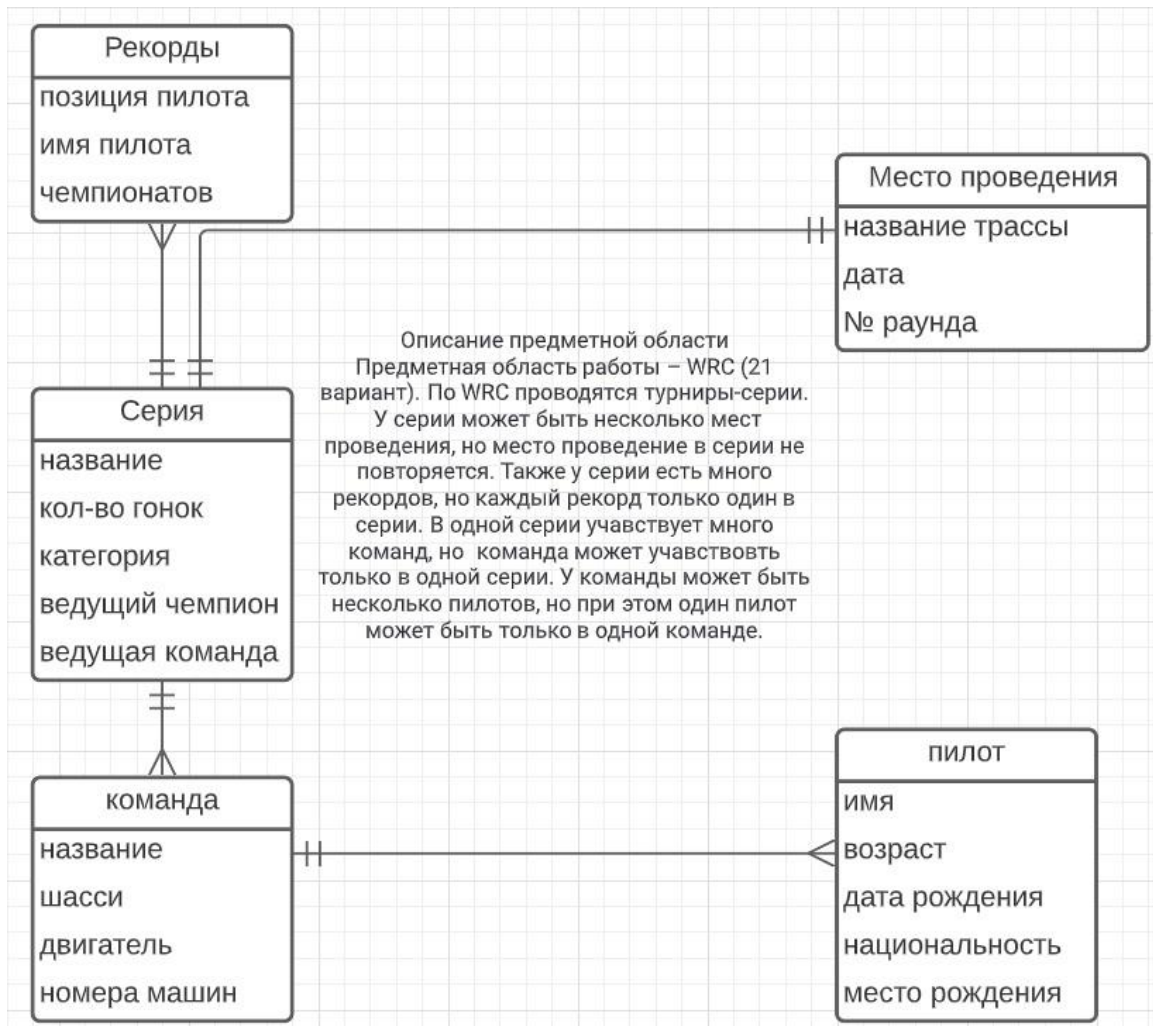 Рекорды
позиция пилота
имя пилота
чемпионатов
Место проведения
название трассы
дата
№ раунда
Описание предметной области
Предметная область работы – WRC (21
вариант). По WRC проводятся турниры-серии.
У серии может быть несколько мест
проведения, но место проведение в серии не
повторяется. Также у серии есть много
рекордов, но каждый рекорд только один в
серии. В одной серии учавствует много
команд, но  команда может учавствовть
только в одной серии. У команды может быть
несколько пилотов, но при этом один пилот
может быть только в одной команде.
Серия
название
кол-во гонок
категория
ведущий чемпион
ведущая команда
команда
название
шасси
двигатель
номера машин
пилот
имя
возраст
дата рождения
национальность
место рождения